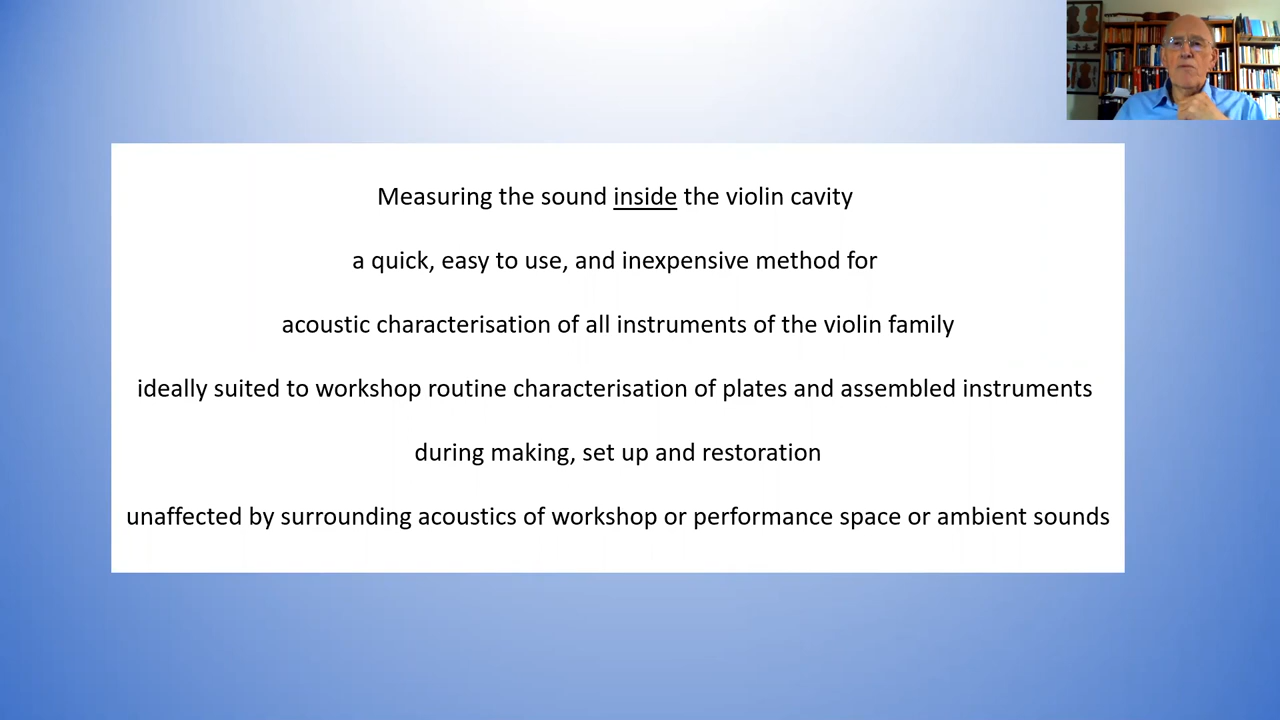 Measuring the sound inside the violin cavity
a quick, easy to use, and inexpensive method for
acoustic characterisation of all instruments of the violin family
ideally suited to workshop routine characterisation of plates and assembled instruments
during making, set up and restoration
unaffected by surrounding acoustics of workshop or performance space or ambient sounds